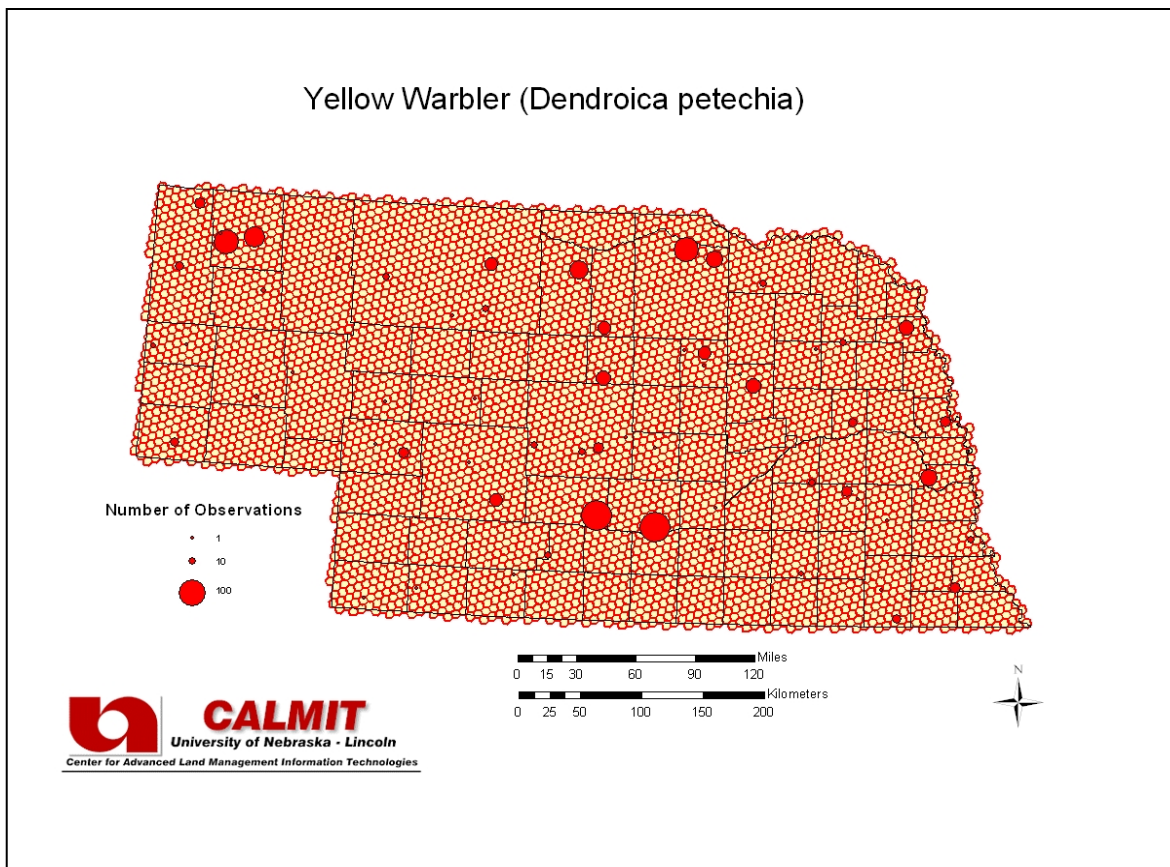 Yellow Warbler (Dendroica petechia)
Number of Observations
1
10
100
Miles
0 15 30 60 90 120
Kilometers
0 25 50 100 150 200
N
CALMIT
University of Nebraska - Lincoln
Center for Advanced Land Management Information Technologies